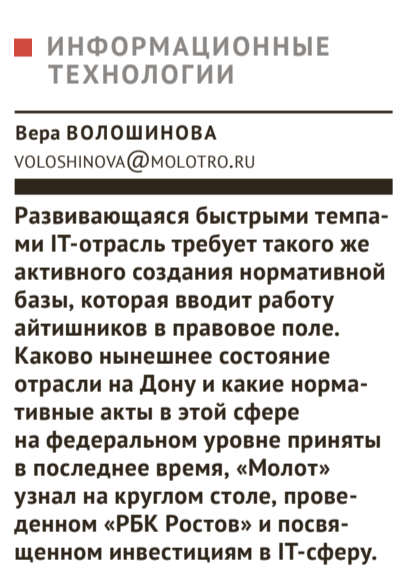 ИНФОРМАЦИОННЫЕ
ТЕХНОЛОГИИ
Вера ВОЛОШИНОВА
VOLOSHINOVA@MOLOTRO.RU
Развивающаяся быстрыми темпа-
ми IT-отрасль требует такого же
активного создания нормативной
базы, которая вводит работу
айтишников в правовое поле.
Каково нынешнее состояние
отрасли на Дону и какие норма-
тивные акты в этой сфере
на федеральном уровне приняты
в последнее время, «Молот»
узнал на круглом столе, прове-
денном «РБК Ростов» и посвя-
щенном инвестициям в IT-сферу.